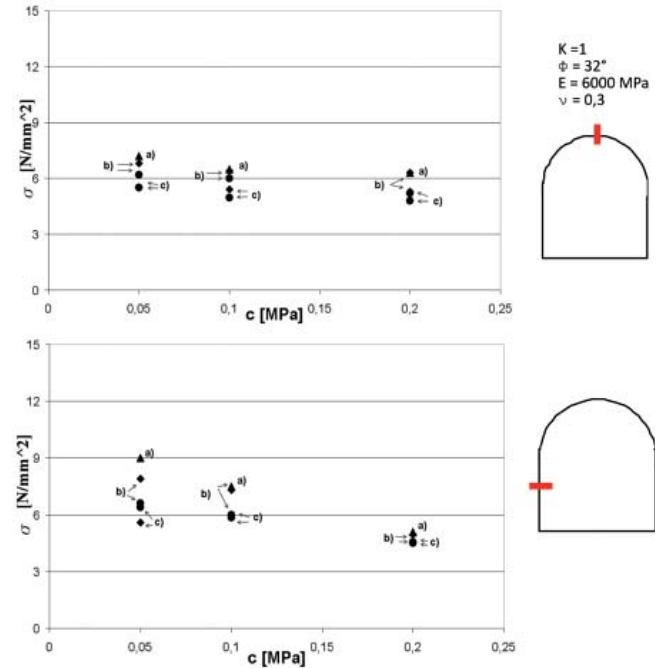 15
12
9
6
3
0
σ [N/mm^2]
a)
b)
c)
a)
b)
c)
a)
b)
c)
0
0,05
0,1
0,15
0,2
0,25
c [MPa]
K =1
ϕ = 32°
E = 6000 MPa
ν = 0,3
15
12
9
6
3
0
σ [N/mm^2]
a)
b)
c)
a)
b)
c)
a)
b)
c)
0
0,05
0,1
0,15
0,2
0,25
c [MPa]